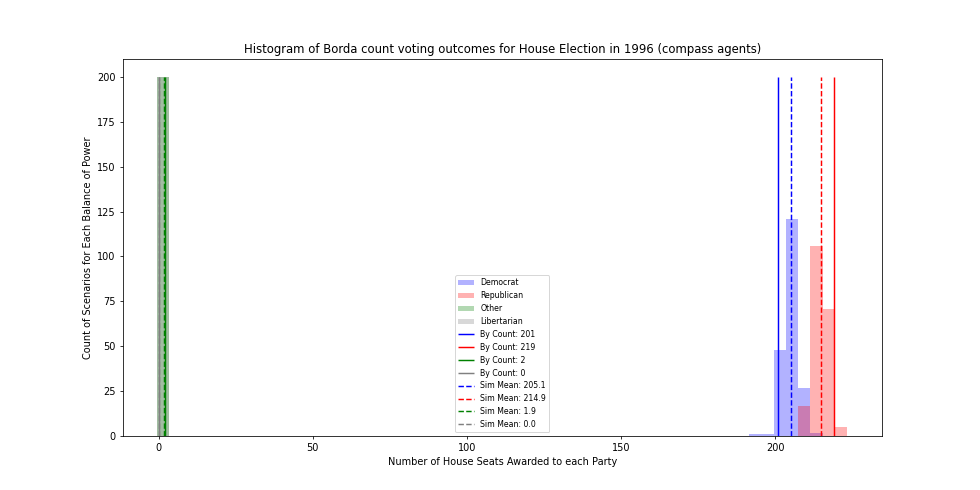 Histogram of Borda count voting outcomes for House Election in 1996 (compass agents)
Count of Scenarios for Each Balance of Power
200
175
150
125
100
75
50
25
0
Democrat
Republican
Other
Libertarian
By Count: 201
By Count: 219
By Count: 2
By Count: 0
Sim Mean: 205.1
Sim Mean: 214.9
Sim Mean: 1.9
Sim Mean: 0.0
0 50 100 150 200
Number of House Seats Awarded to each Party